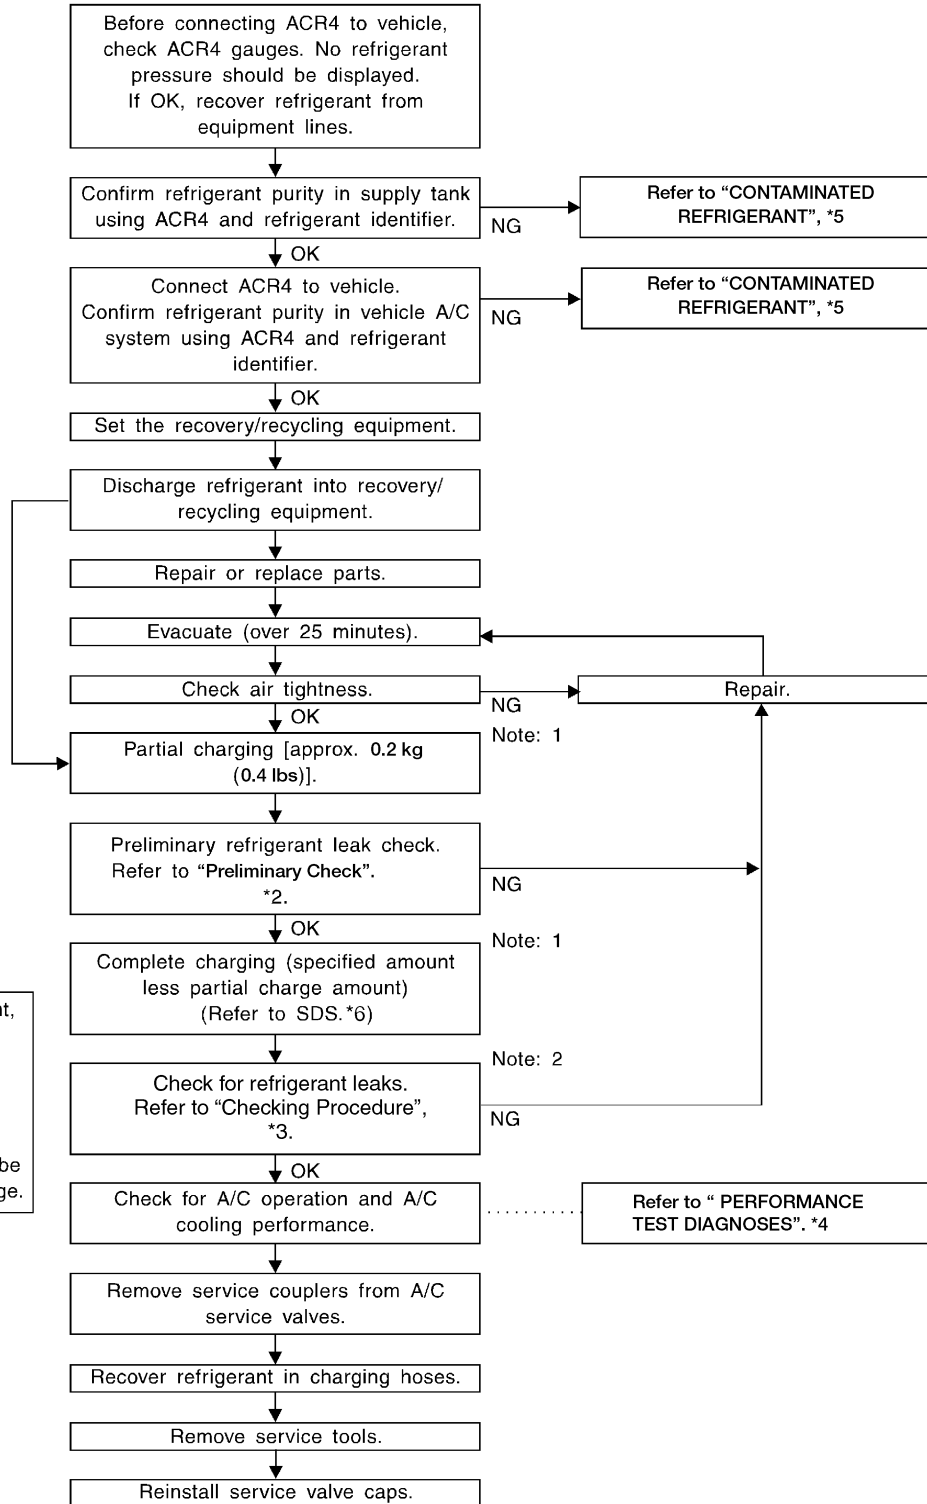 Before connecting ACR4 to vehicle,
check ACR4 gauges. No refrigerant
pressure should be displayed.
If OK, recover refrigerant from
equipment lines.
Confirm refrigerant purity in supply tank
using ACR4 and refrigerant identifier.
NG
Refer to “CONTAMINATED
REFRIGERANT”, *5
OK
Connect ACR4 to vehicle.
Confirm refrigerant purity in vehicle A/C
system using ACR4 and refrigerant
identifier.
NG
Refer to “CONTAMINATED
REFRIGERANT”, *5
OK
Set the recovery/recycling equipment.
Discharge refrigerant into recovery/
recycling equipment.
Repair or replace parts.
Evacuate (over 25 minutes).
Check air tightness.
NG
Repair.
OK
Note: 1
Partial charging [approx. 0.2 kg
(0.4 lbs)].
Preliminary refrigerant leak check.
Refer to “Preliminary Check”.
*2.
NG
OK
Note: 1
Complete charging (specified amount
less partial charge amount)
(Refer to SDS.*6)
Note: 2
Check for refrigerant leaks.
Refer to “Checking Procedure”,
*3.
NG
be
OK
Check for A/C operation and A/C
cooling performance.
Refer to “ PERFORMANCE
TEST DIAGNOSES”. *4
Remove service couplers from A/C
service valves.
Recover refrigerant in charging hoses.
Remove service tools.
Reinstall service valve caps.